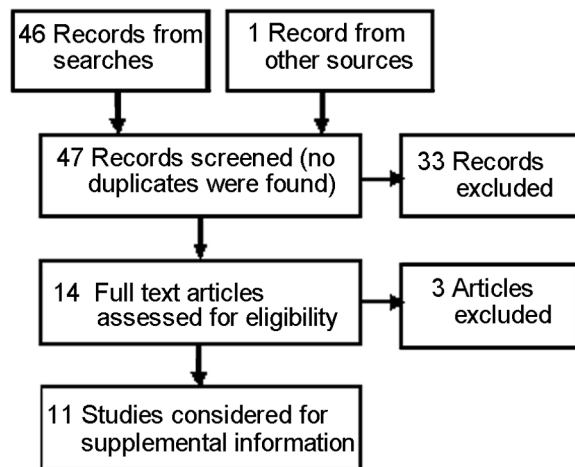 46 Records from
searches
1 Record from
other sources
47 Records screened (no
duplicates were found)
33 Records
excluded
14 Full text articles
assessed for eligibility
3 Articles
excluded
11 Studies considered for
supplemental information